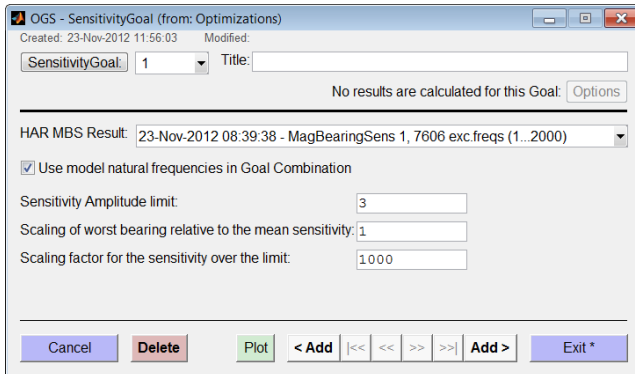 OGS - SensitivityGoal (from: Optimizations)
Created: 23-Nov-2012 11:56:03 Modified:
SensitivityGoal: 1 Title:
No results are calculated for this Goal: Options
HAR MBS Result: 23-Nov-2012 08:39:38 - MagBearingSens 1, 7606 exc.freqs (1...2000)
Use model natural frequencies in Goal Combination
Sensitivity Amplitude limit: 3
Scaling of worst bearing relative to the mean sensitivity: 1
Scaling factor for the sensitivity over the limit: 1000
Cancel Delete Plot < Add |<< << >> >>| Add > Exit *